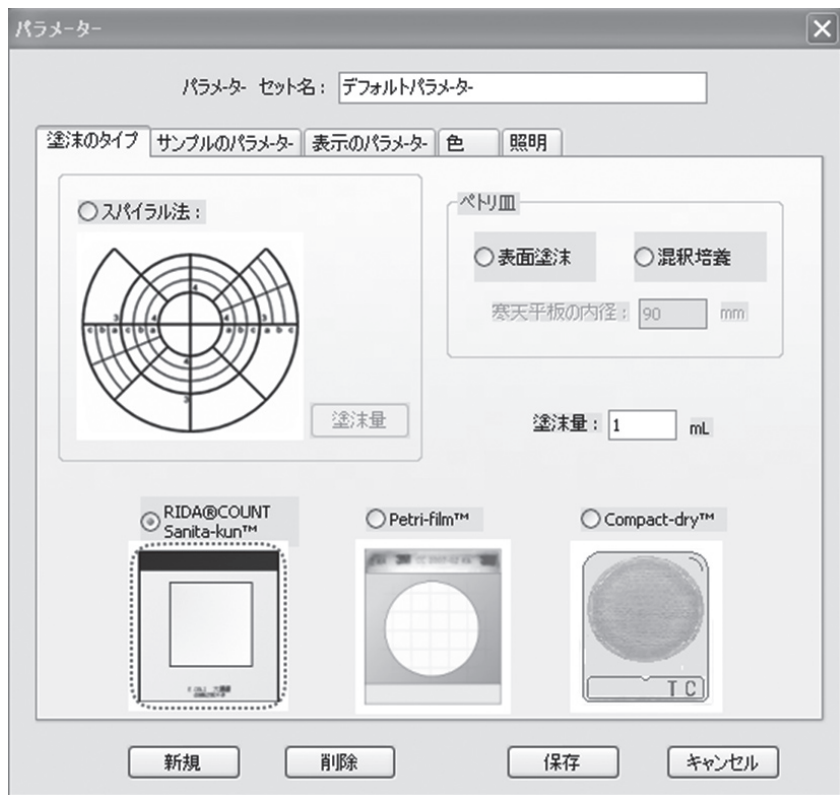 パラメーター
パラメーター セット名： デフォルトパラメーター
塗沫のタイプ サンプルのパラメーター 表示のパラメーター 色 照明
スパイラル法：
塗沫量
ペトリ皿
表面塗沫 混釈培養
寒天平板の内径： 90 mm
塗沫量： 1 mL
RIDA®COUNT
Sanita-kun™
Petri-film™
Compact-dry™
T C
新規 削除 保存 キャンセル